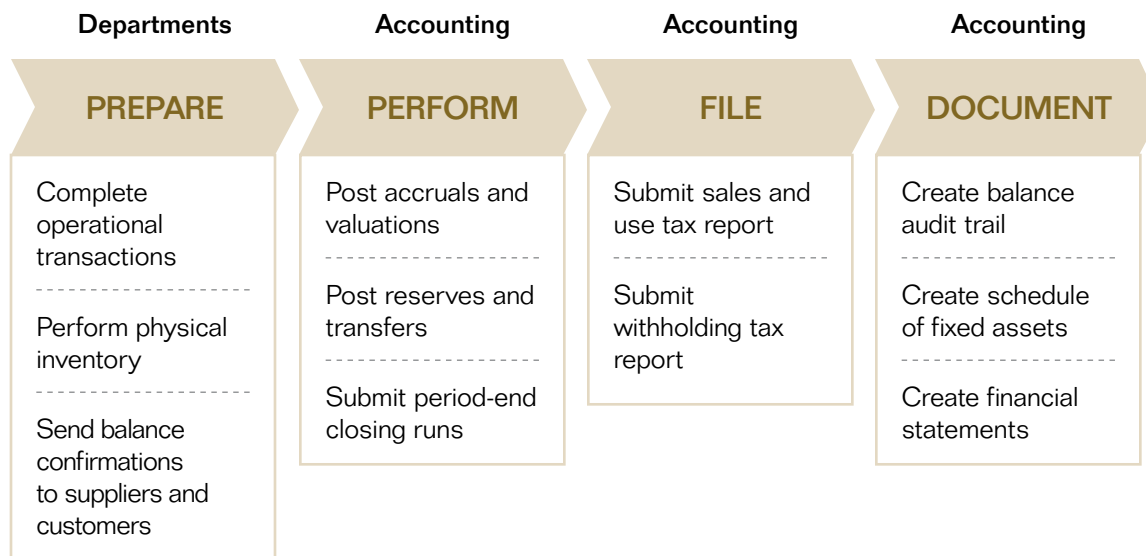 Departments
PREPARE
Complete
operational
transactions
Perform physical
inventory
Send balance
confirmations
to suppliers and
customers
Accounting
PERFORM
Post accruals and
valuations
Post reserves and
transfers
Submit period-end
closing runs
Accounting
FILE
Submit sales and
use tax report
Submit
withholding tax
report
Accounting
DOCUMENT
Create balance
audit trail
Create schedule
of fixed assets
Create financial
statements